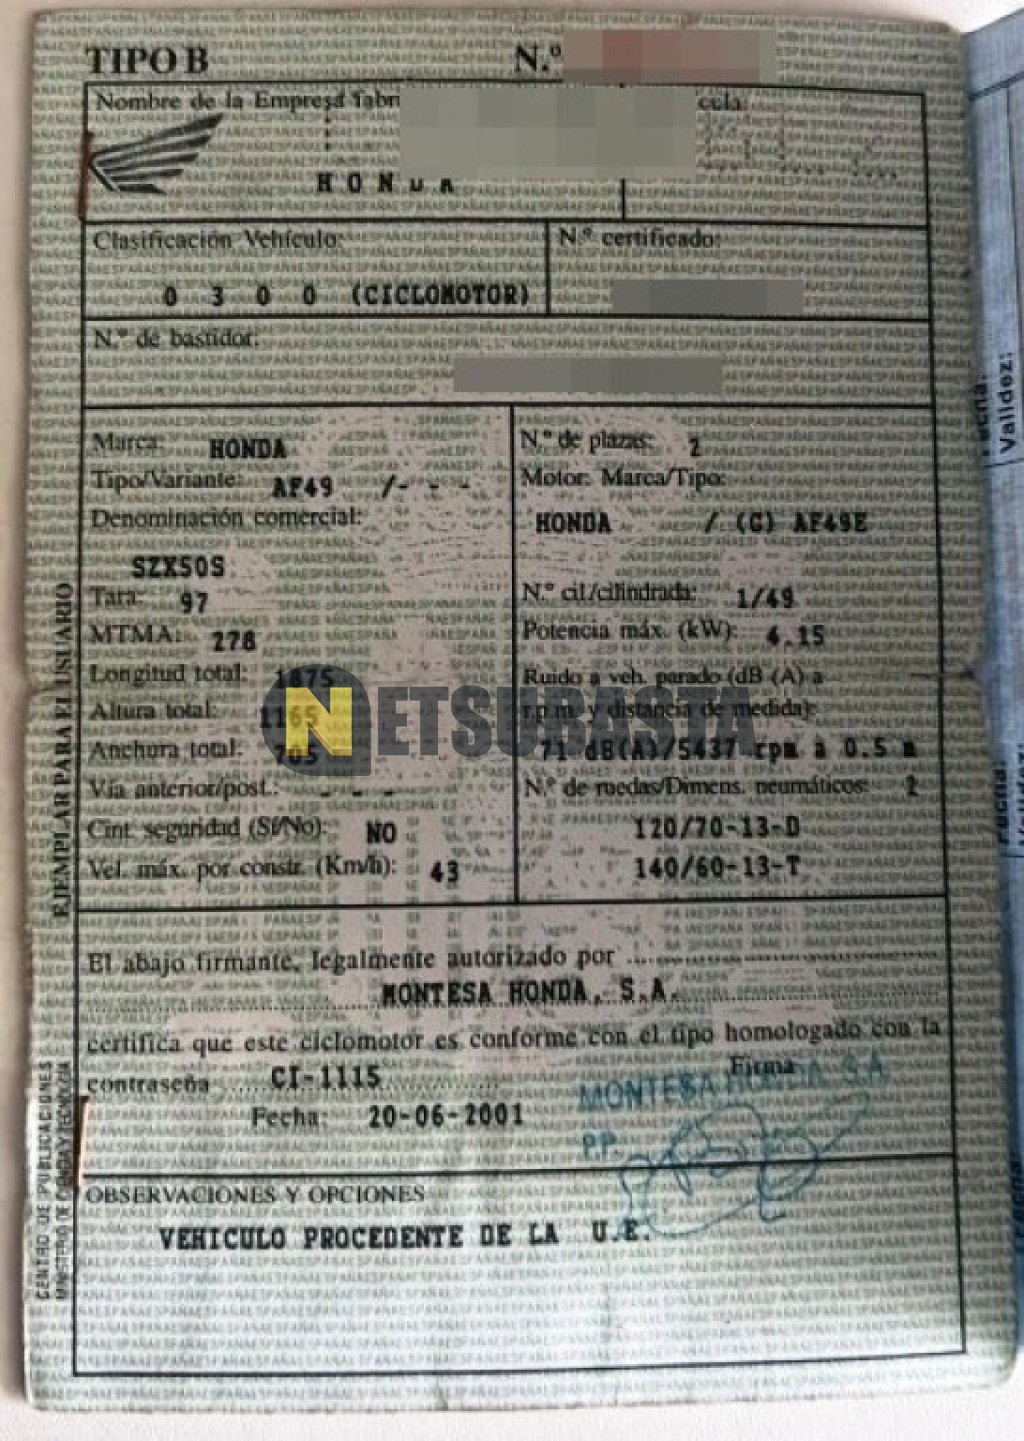 TIPO B N.º
Nombre de la Empresa
HONDA
Clasificación Vehículo: N.º certificado:
0 3 0 0 (CICLOMOTOR)
N.º de bastidor:
Marca: HONDA
Tipo/Variante: AF49 /- - -
Denominación comercial:
SZX50S
Tara: 97
MTMA: 278
Longitud total: 1875
Altura total: 1165
Anchura total: 705
Vía anterior/post.: - - -
Cint. seguridad (Sí/No): NO
Vel. máx. por constr. (Km/h): 43
N.º de plazas: 2
Motor: Marca/Tipo:
HONDA / (C) AF49E
N.º cil./cilindrada: 1/49
Potencia máx. (kW): 4.15
Ruido a veh. parado (dB (A) a
r.p.m. y distancia de medida):
71 dB(A)/5437 rpm a 0.5 m
N.º de ruedas/Dimens. neumáticos: 2
120/70-13-D
140/60-13-T
NETSUBASTA
El abajo firmante, legalmente autorizado por
MONTESA HONDA, S.A.
certifica que este ciclomotor es conforme con el tipo homologado con la
contraseña CI-1115 Firma
Fecha: 20-06-2001
MONTESA HONDA S.A.
P.P.
OBSERVACIONES Y OPCIONES
VEHICULO PROCEDENTE DE LA U.E.
EJEMPLAR PARA EL USUARIO
CENTRO DE PUBLICACIONES
MINISTERIO DE CIENCIA Y TECNOLOGÍA
Validez: